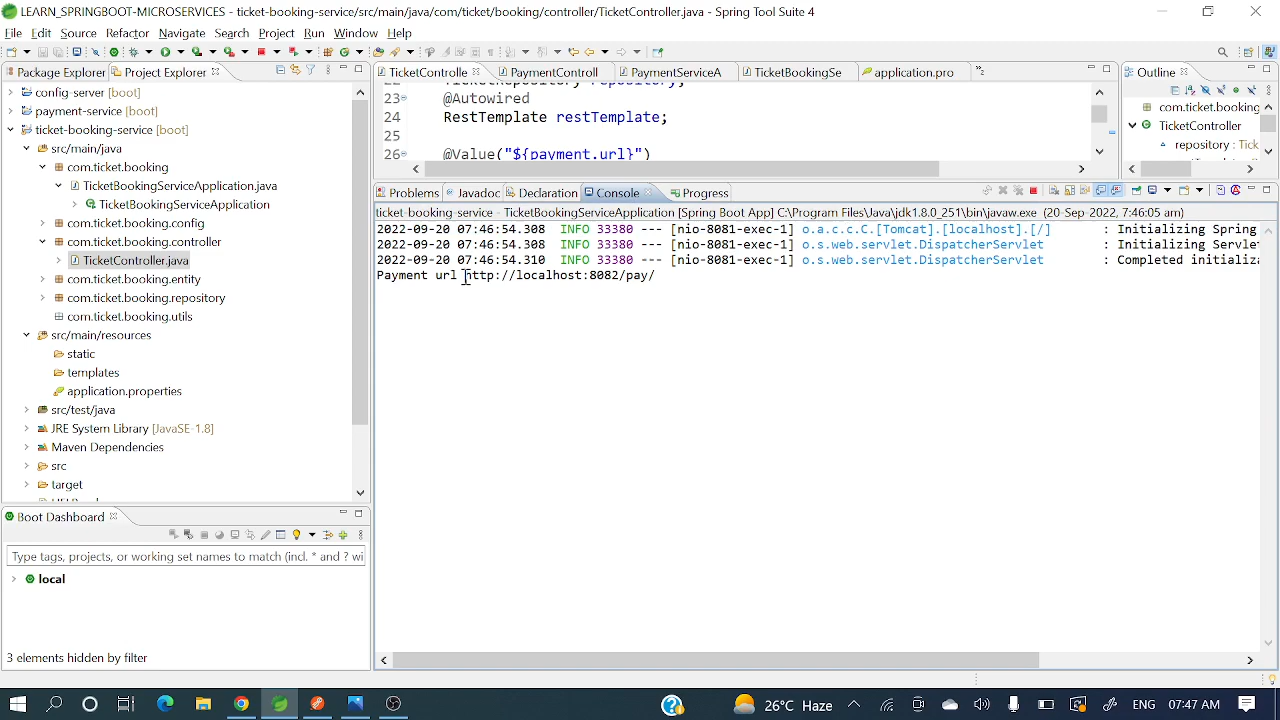 LEARN_SPRINGBOOT-MICROSERVICES - ticket-booking-service/src/main/java/com/ticket/booking/controller/TicketController.java - Spring Tool Suite 4
File Edit Source Refactor Navigate Search Project Run Window Help
Package Explorer Project Explorer
config-server [boot]
payment-service [boot]
ticket-booking-service [boot]
src/main/java
com.ticket.booking
TicketBookingServiceApplication.java
TicketBookingServiceApplication
com.ticket.booking.config
com.ticket.booking.controller
TicketController.java
com.ticket.booking.entity
com.ticket.booking.repository
com.ticket.booking.utils
src/main/resources
static
templates
application.properties
src/test/java
JRE System Library [JavaSE-1.8]
Maven Dependencies
src
target
Boot Dashboard
Type tags, projects, or working set names to match (incl. * and ? wi
local
3 elements hidden by filter
TicketControlle PaymentControll PaymentServiceA TicketBookingSe application.pro
22 TicketRepository repository;
23 @Autowired
24 RestTemplate restTemplate;
25
26 @Value("${payment.url}")
Outline
com.ticket.booking
TicketController
repository : Tick
Problems Javadoc Declaration Console Progress
ticket-booking-service - TicketBookingServiceApplication [Spring Boot App] C:\Program Files\Java\jdk1.8.0_251\bin\javaw.exe (20-Sep-2022, 7:46:05 am)
2022-09-20 07:46:54.308 INFO 33380 --- [nio-8081-exec-1] o.a.c.c.C.[Tomcat].[localhost].[/] : Initializing Spring
2022-09-20 07:46:54.308 INFO 33380 --- [nio-8081-exec-1] o.s.web.servlet.DispatcherServlet : Initializing Servle
2022-09-20 07:46:54.310 INFO 33380 --- [nio-8081-exec-1] o.s.web.servlet.DispatcherServlet : Completed initializa
Payment url http://localhost:8082/pay/
26°C Haze ENG 07:47 AM